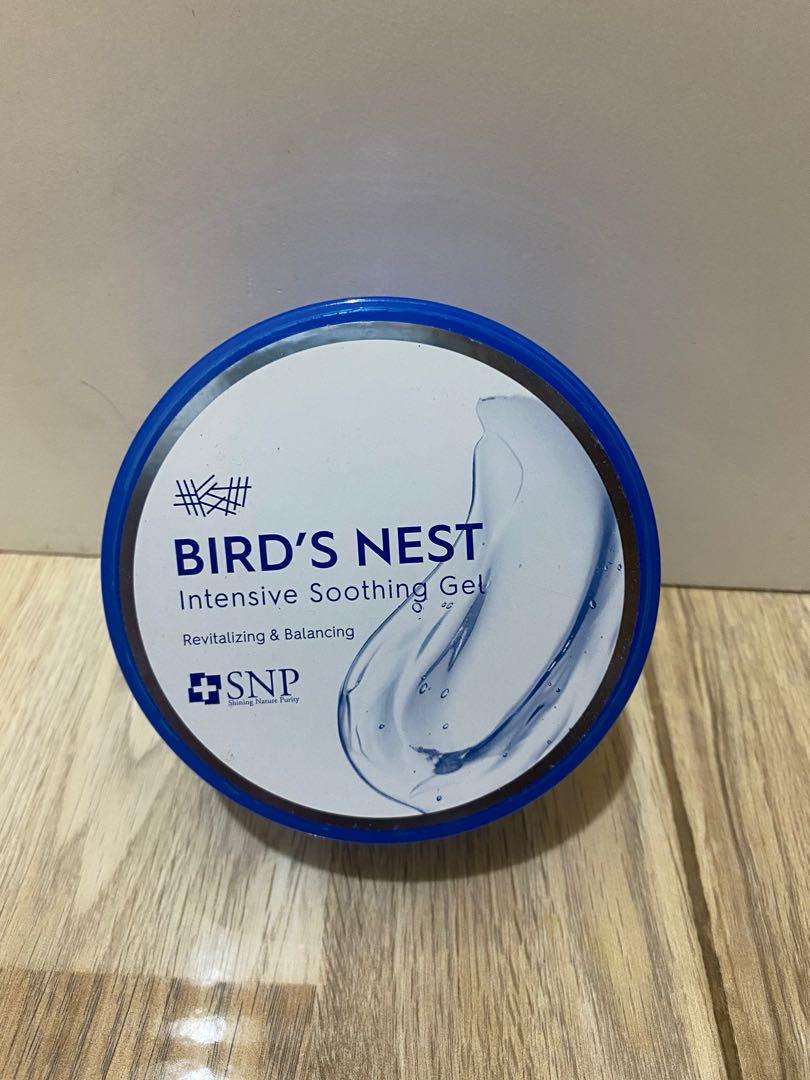 BIRD'S NEST
Intensive Soothing Gel
Revitalizing & Balancing
SNP
Shining Nature Purity